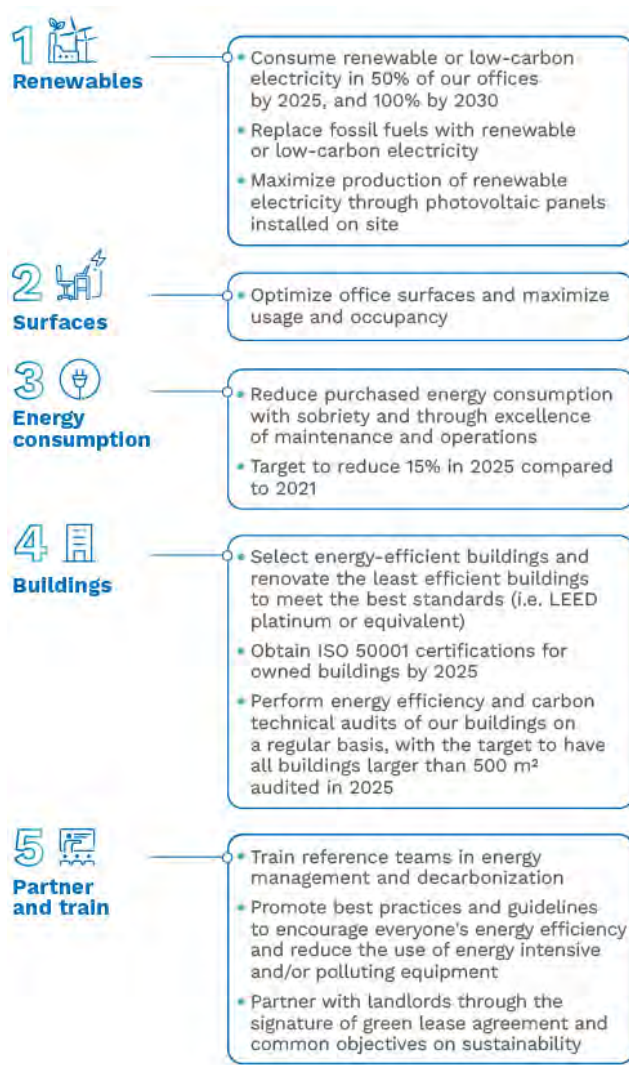 1
Renewables
• Consume renewable or low-carbon
electricity in 50% of our offices
by 2025, and 100% by 2030
• Replace fossil fuels with renewable
or low-carbon electricity
• Maximize production of renewable
electricity through photovoltaic panels
installed on site
2
Surfaces
• Optimize office surfaces and maximize
usage and occupancy
3
Energy
consumption
• Reduce purchased energy consumption
with sobriety and through excellence
of maintenance and operations
• Target to reduce 15% in 2025 compared
to 2021
4
Buildings
• Select energy-efficient buildings and
renovate the least efficient buildings
to meet the best standards (i.e. LEED
platinum or equivalent)
• Obtain ISO 50001 certifications for
owned buildings by 2025
• Perform energy efficiency and carbon
technical audits of our buildings on
a regular basis, with the target to have
all buildings larger than 500 m²
audited in 2025
5
Partner
and train
• Train reference teams in energy
management and decarbonization
• Promote best practices and guidelines
to encourage everyone's energy efficiency
and reduce the use of energy intensive
and/or polluting equipment
• Partner with landlords through the
signature of green lease agreement and
common objectives on sustainability